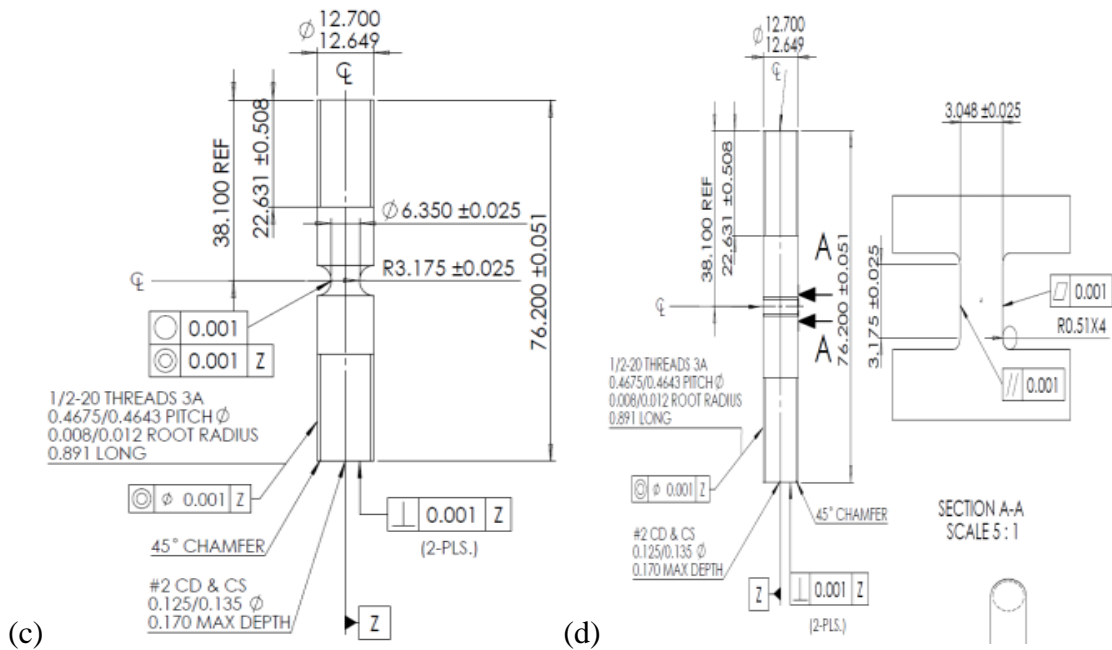 ⌀ 12.700
12.649
℄
38.100 REF
22.631 ±0.508
⌀ 6.350 ±0.025
℄
R3.175 ±0.025
76.200 ±0.051
○ 0.001
◎ 0.001 Z
1/2-20 THREADS 3A
0.4675/0.4643 PITCH ⌀
0.008/0.012 ROOT RADIUS
0.891 LONG
◎ ⌀ 0.001 Z
⊥ 0.001 Z
(2-PLS.)
45° CHAMFER
#2 CD & CS
0.125/0.135 ⌀
0.170 MAX DEPTH
Z
(c)
⌀ 12.700
12.649
℄
38.100 REF
22.631 ±0.508
℄
A
A
76.200 ±0.051
3.048 ±0.025
3.175 ±0.025
⏥ 0.001
R0.51X4
// 0.001
1/2-20 THREADS 3A
0.4675/0.4643 PITCH ⌀
0.008/0.012 ROOT RADIUS
0.891 LONG
◎ ⌀ 0.001 Z
45° CHAMFER
#2 CD & CS
0.125/0.135 ⌀
0.170 MAX DEPTH
Z
⊥ 0.001 Z
(2-PLS.)
SECTION A-A
SCALE 5 : 1
(d)